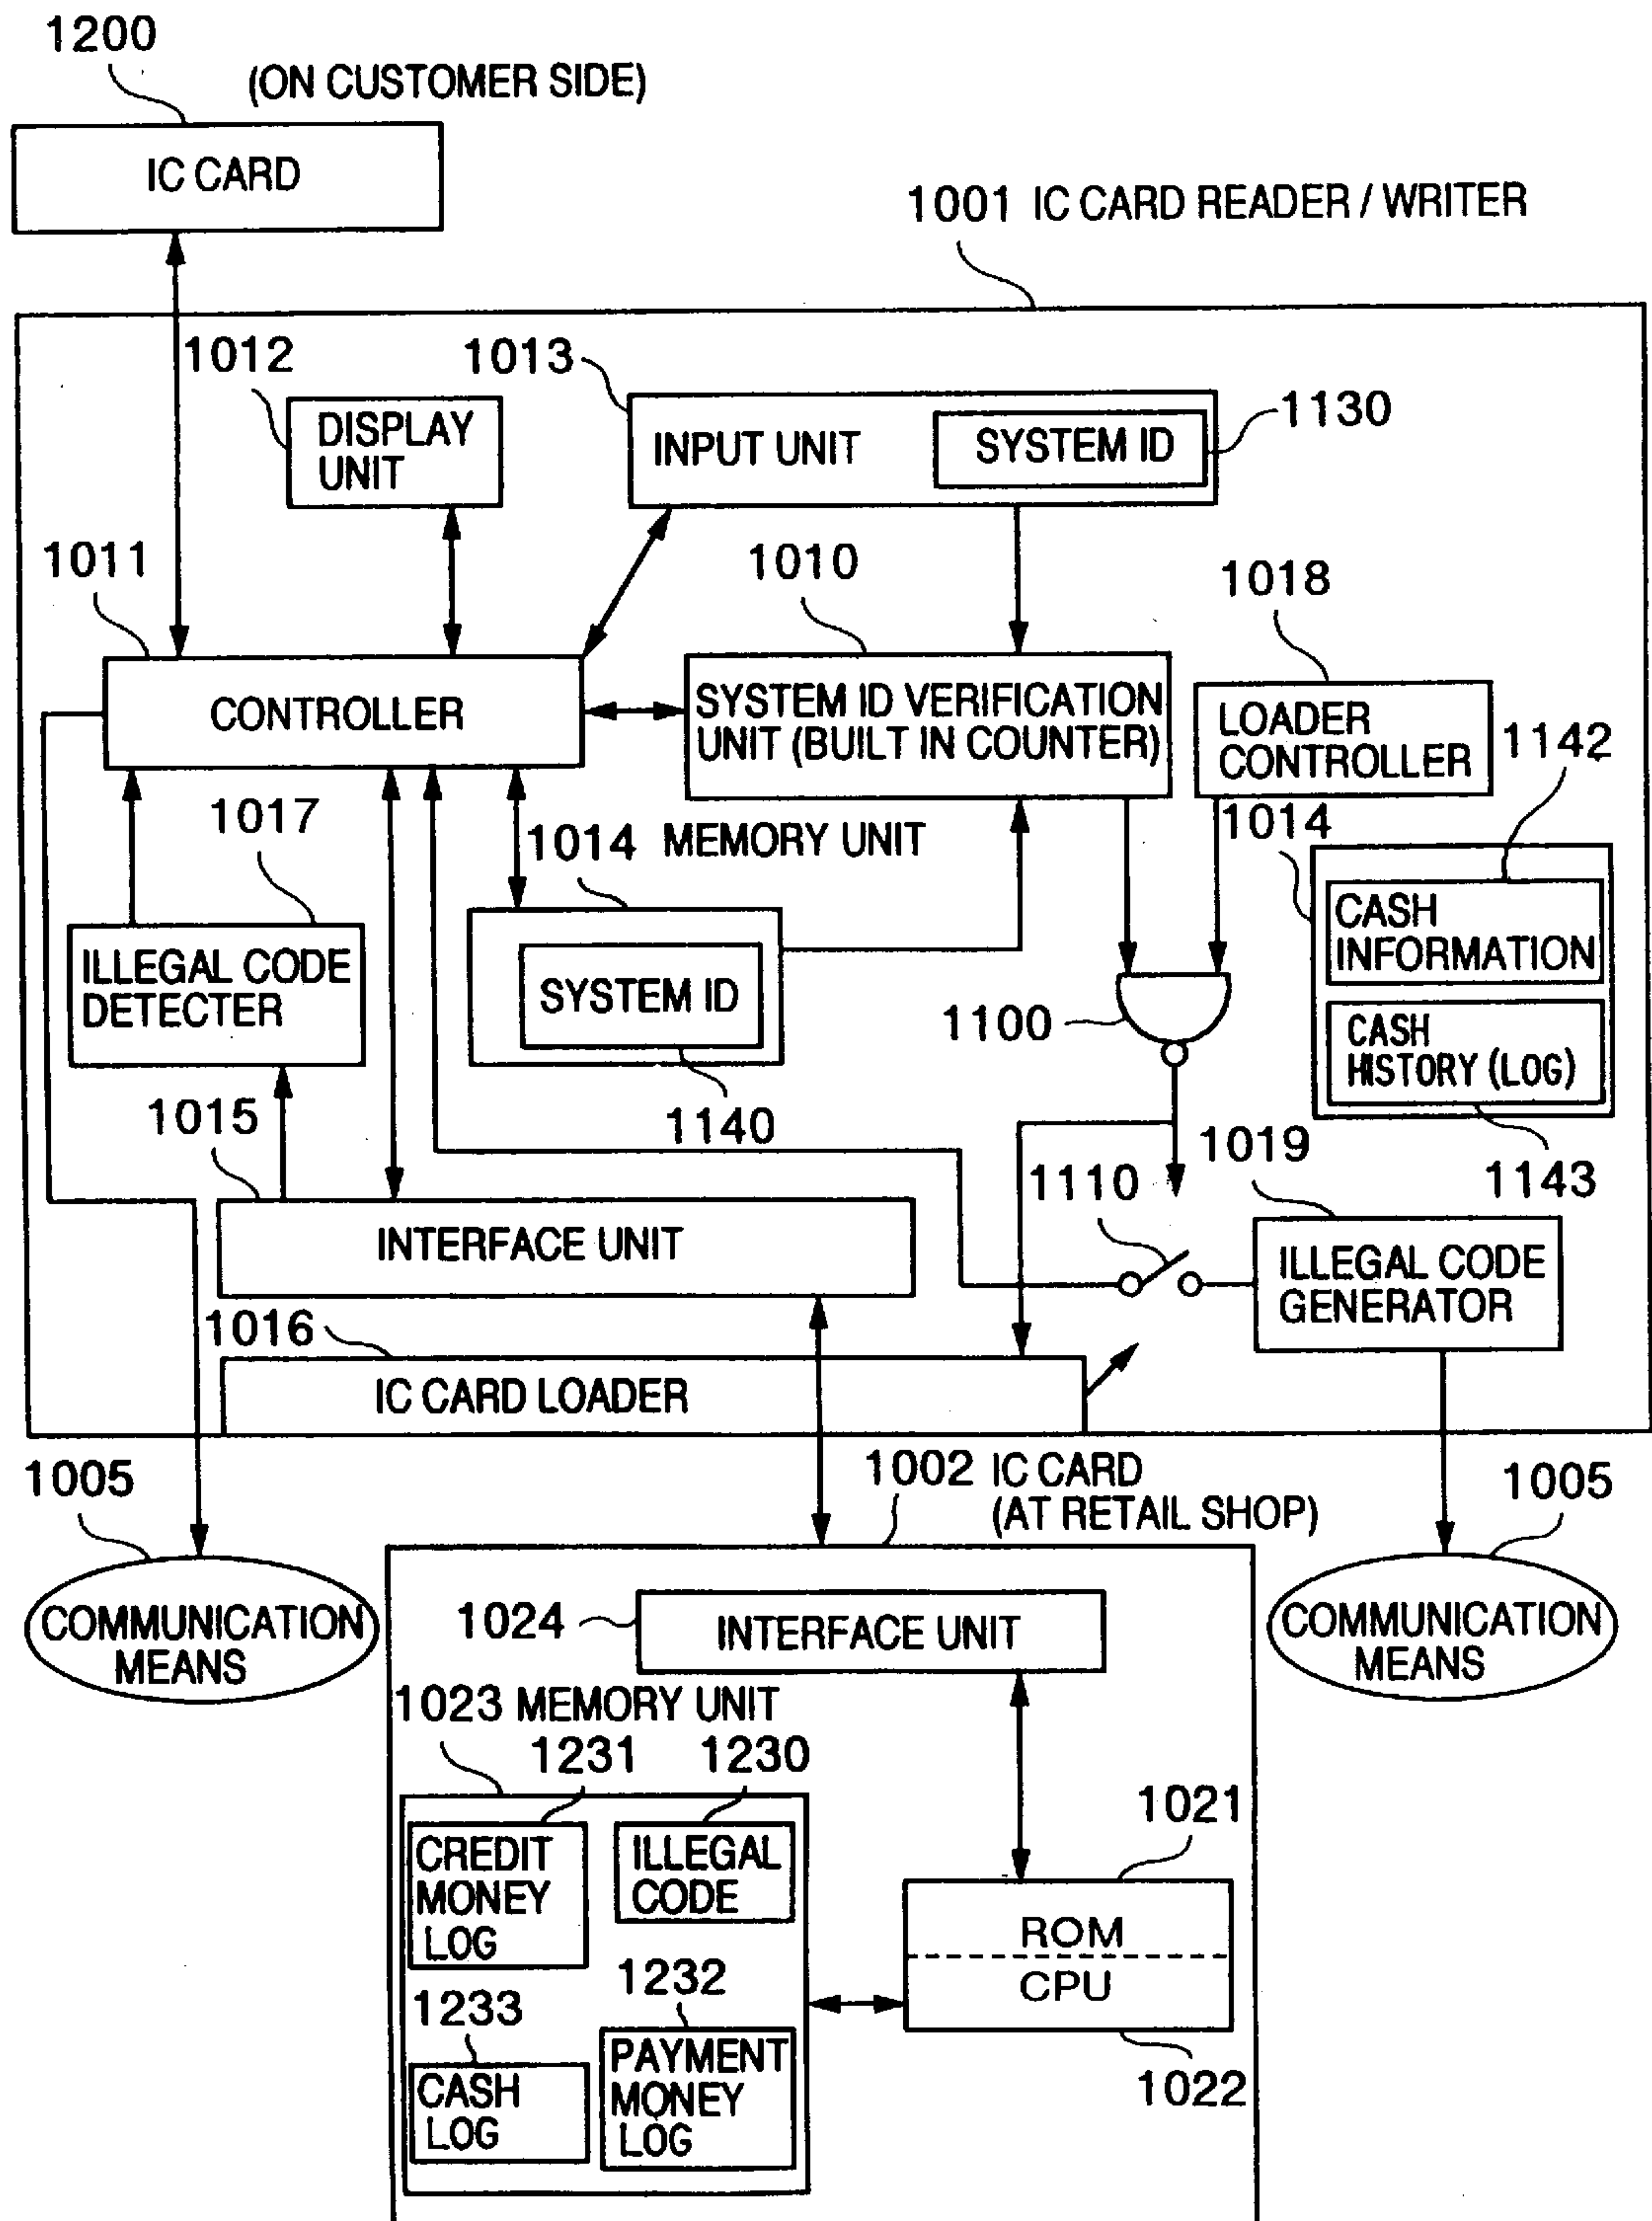 1200
(ON CUSTOMER SIDE)
IC CARD
1001 IC CARD READER / WRITER
1012
1013
1130
DISPLAY
UNIT
INPUT UNIT
SYSTEM ID
1011
1010
1018
CONTROLLER
SYSTEM ID VERIFICATION
UNIT (BUILT IN COUNTER)
LOADER
CONTROLLER
1142
1017
1014 MEMORY UNIT
1014
CASH
INFORMATION
ILLEGAL CODE
DETECTER
SYSTEM ID
1100
CASH
HISTORY (LOG)
1015
1140
1019
1110
1143
INTERFACE UNIT
ILLEGAL CODE
GENERATOR
1016
IC CARD LOADER
1005
1002 IC CARD
(AT RETAIL SHOP)
1005
COMMUNICATION
MEANS
1024
INTERFACE UNIT
COMMUNICATION
MEANS
1023 MEMORY UNIT
1231
1230
1021
CREDIT
MONEY
LOG
ILLEGAL
CODE
ROM
CPU
1232
1233
PAYMENT
MONEY
LOG
1022
CASH
LOG